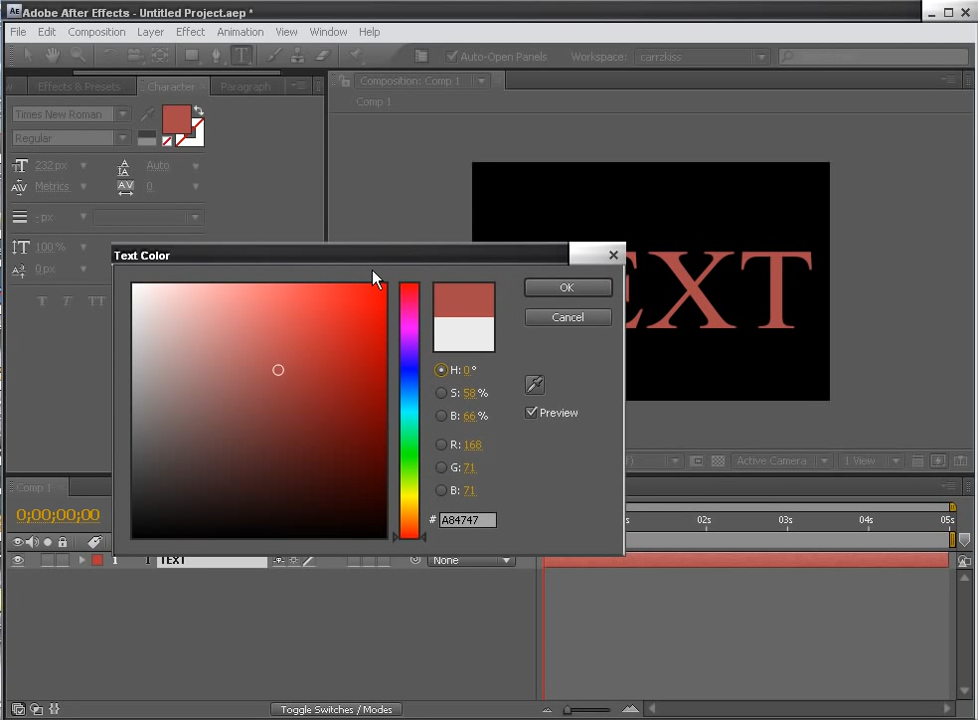 Adobe After Effects - Untitled Project.aep *
File Edit Composition Layer Effect Animation View Window Help
T Auto-Open Panels Workspace: carrzkiss
Effects & Presets Character Paragraph Composition: Comp 1
Comp 1
Times New Roman
Regular
232 px Auto
Metrics 0
- px
100 %
0 px
T T TT
Text Color
OK
Cancel
H: 0 °
S: 58 %
B: 66 %
Preview
R: 168
G: 71
B: 71
# A84747
EXT
Active Camera 1 View
Comp 1
0;00;00;00
02s 03s 04s 05s
1 T TEXT None
Toggle Switches / Modes